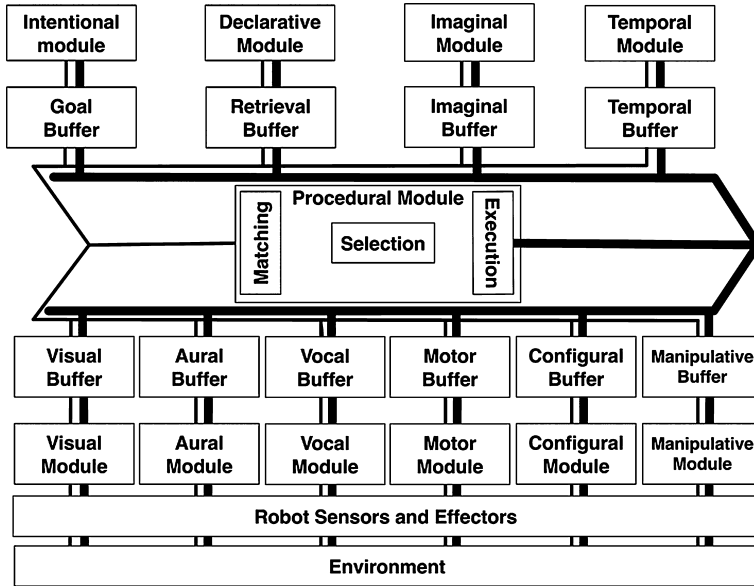 Intentional
module
Declarative
Module
Imaginal
Module
Temporal
Module
Goal
Buffer
Retrieval
Buffer
Imaginal
Buffer
Temporal
Buffer
Procedural Module
Matching
Selection
Execution
Visual
Buffer
Aural
Buffer
Vocal
Buffer
Motor
Buffer
Configural
Buffer
Manipulative
Buffer
Visual
Module
Aural
Module
Vocal
Module
Motor
Module
Configural
Module
Manipulative
Module
Robot Sensors and Effectors
Environment